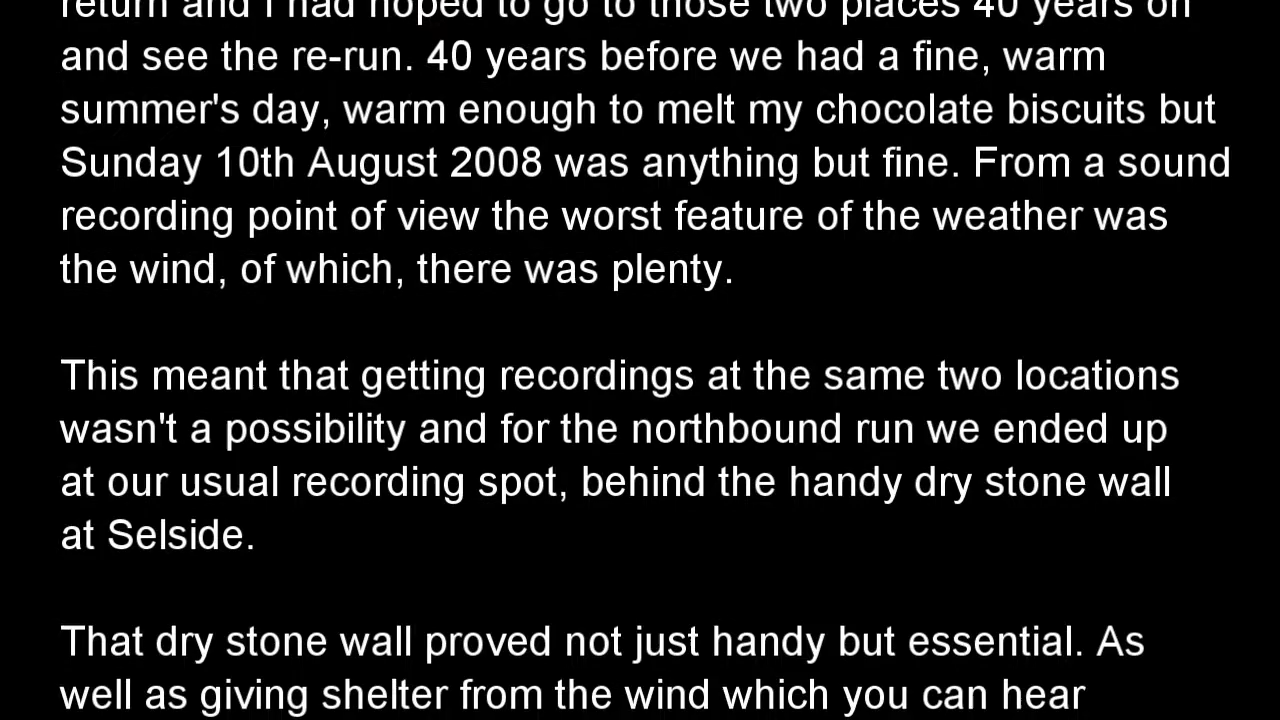 return and I had hoped to go to those two places 40 years on
and see the re-run. 40 years before we had a fine, warm
summer's day, warm enough to melt my chocolate biscuits but
Sunday 10th August 2008 was anything but fine. From a sound
recording point of view the worst feature of the weather was
the wind, of which, there was plenty.
This meant that getting recordings at the same two locations
wasn't a possibility and for the northbound run we ended up
at our usual recording spot, behind the handy dry stone wall
at Selside.
That dry stone wall proved not just handy but essential. As
well as giving shelter from the wind which you can hear